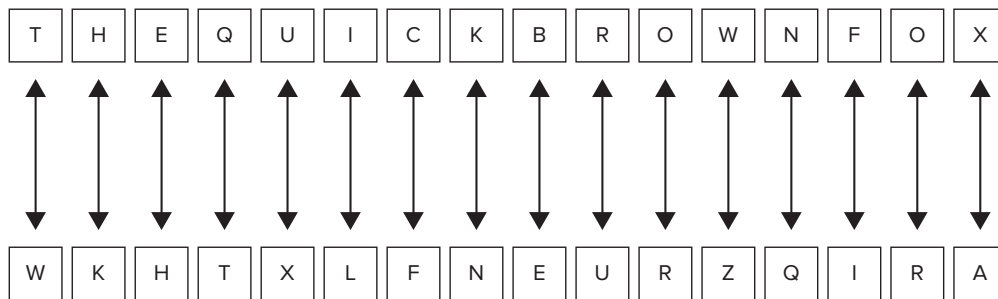 T H E Q U I C K B R O W N F O X
W K H T X L F N E U R Z Q I R A